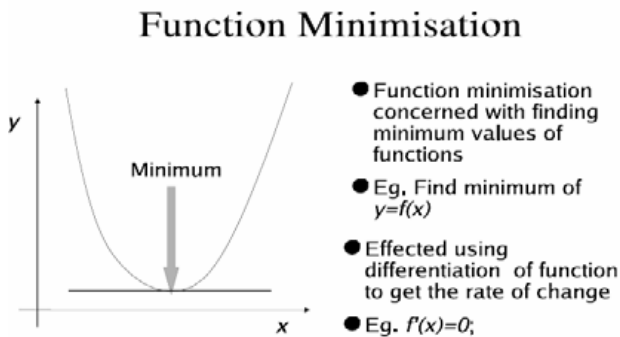 Function Minimisation
y
Minimum
x
● Function minimisation
concerned with finding
minimum values of
functions
● Eg, Find minimum of
y=f(x)
● Effected using
differentiation of function
to get the rate of change
● Eg. f'(x)=0;